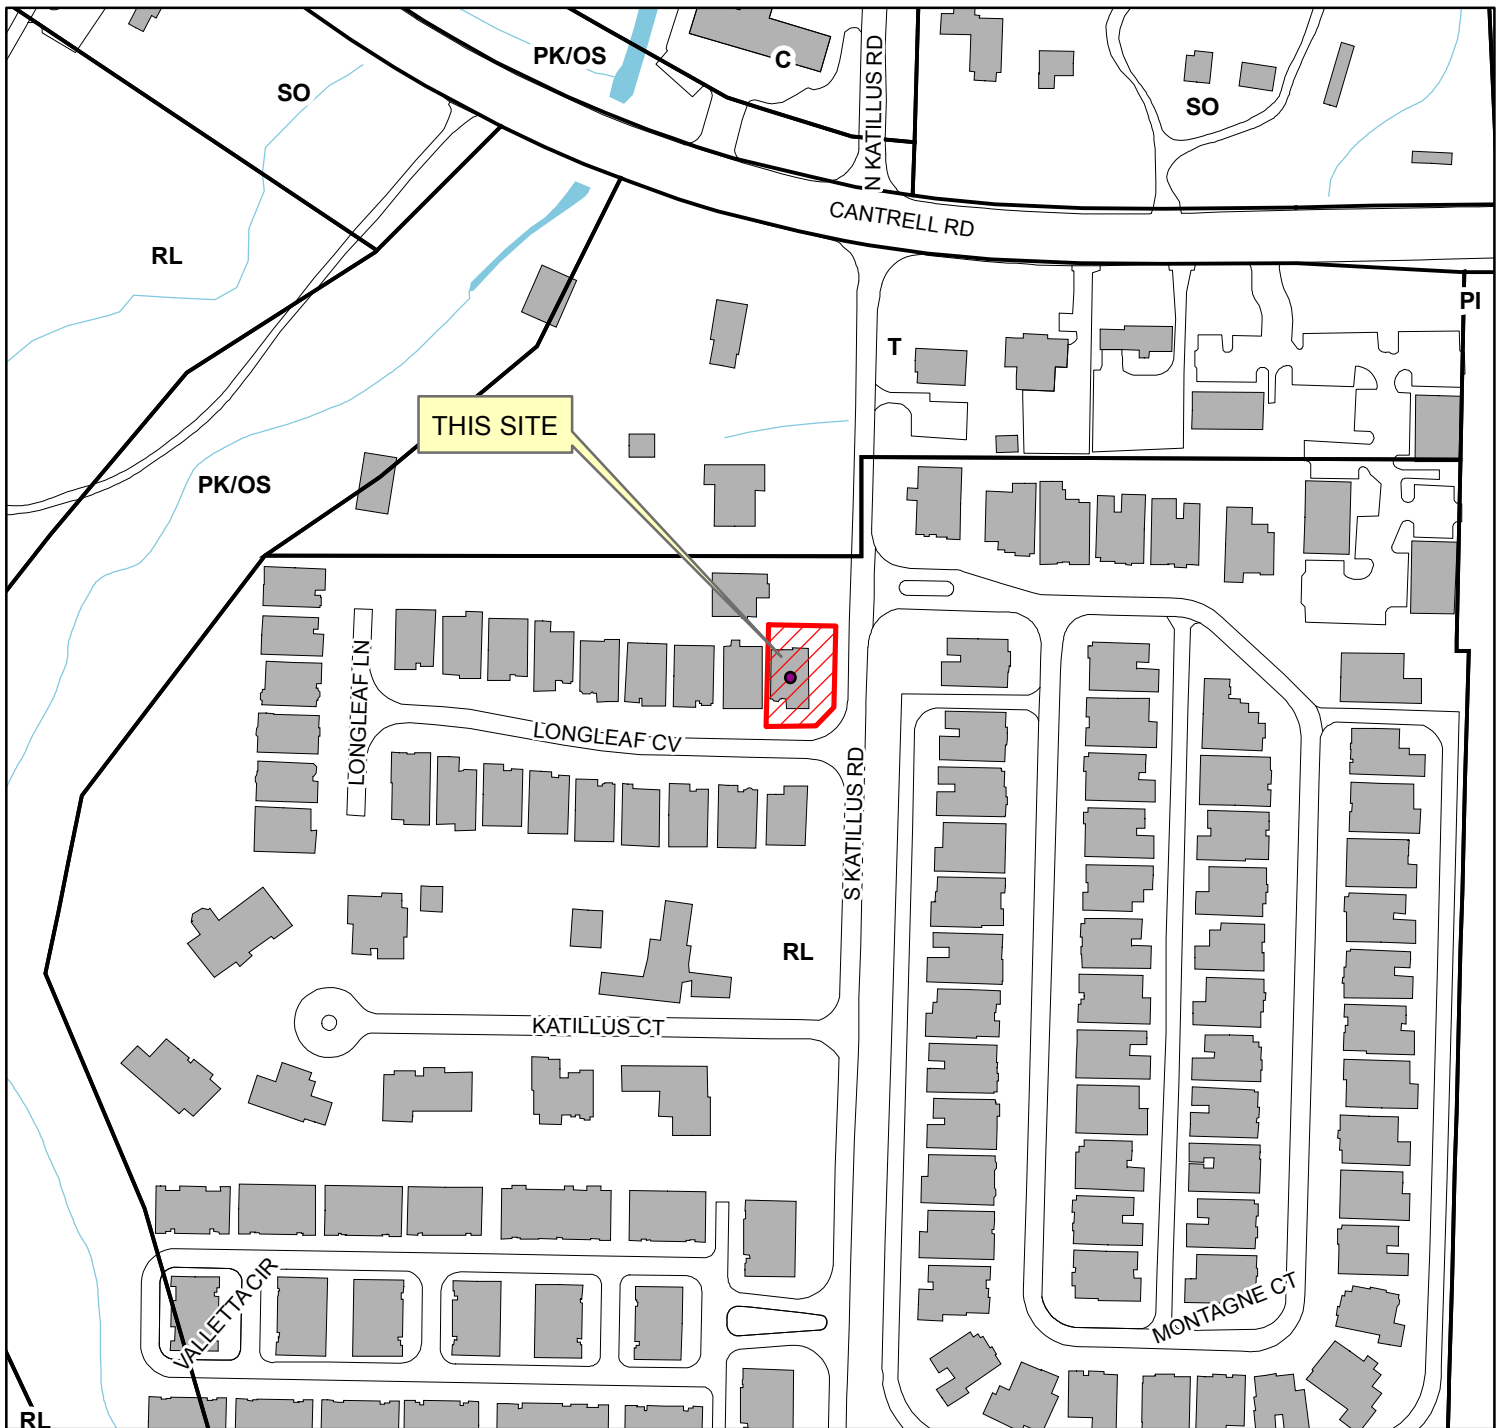 PK/OS
C
SO
N KATILLUS RD
SO
CANTRELL RD
RL
PI
T
THIS SITE
PK/OS
LONGLEAF LN
LONGLEAF CV
S KATILLUS RD
RL
KATILLUS CT
VALLETTA CIR
MONTAGNE CT
RL